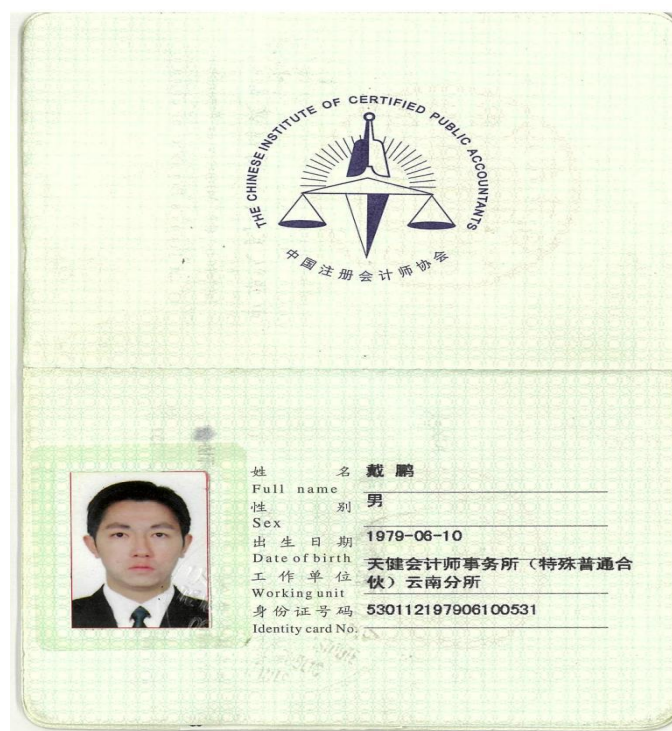 THE CHINESE INSTITUTE OF CERTIFIED PUBLIC ACCOUNTANTS
中国注册会计师协会
姓 名 戴 鹏
Full name
性 别 男
Sex
出 生 日 期 1979-06-10
Date of birth
工 作 单 位 天健会计师事务所（特殊普通合
Working unit 伙）云南分所
身 份 证 号 码 530112197906100531
Identity card No.